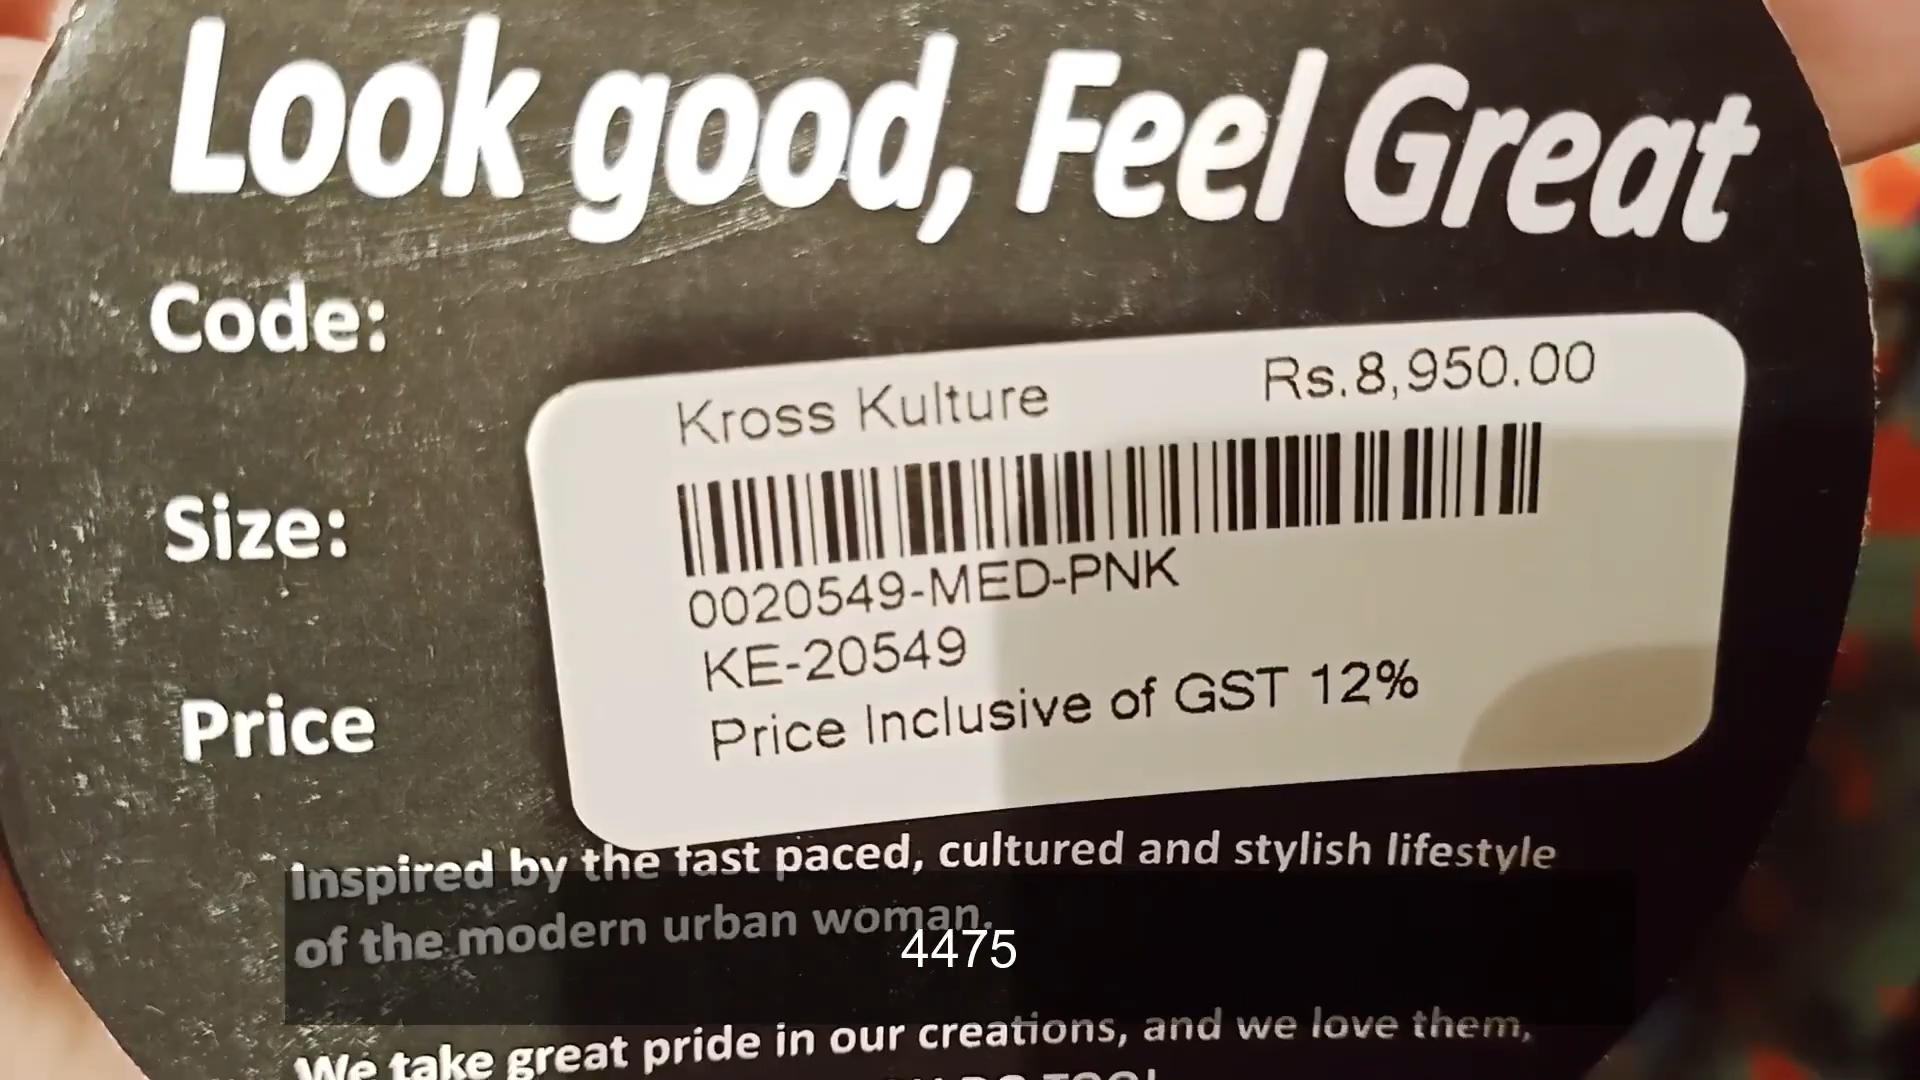 Look good, Feel Great
Code:
Kross Kulture Rs.8,950.00
Size:
0020549-MED-PNK
KE-20549
Price
Price Inclusive of GST 12%
Inspired by the fast paced, cultured and stylish lifestyle
of the modern urban woman.
4475
We take great pride in our creations, and we love them,